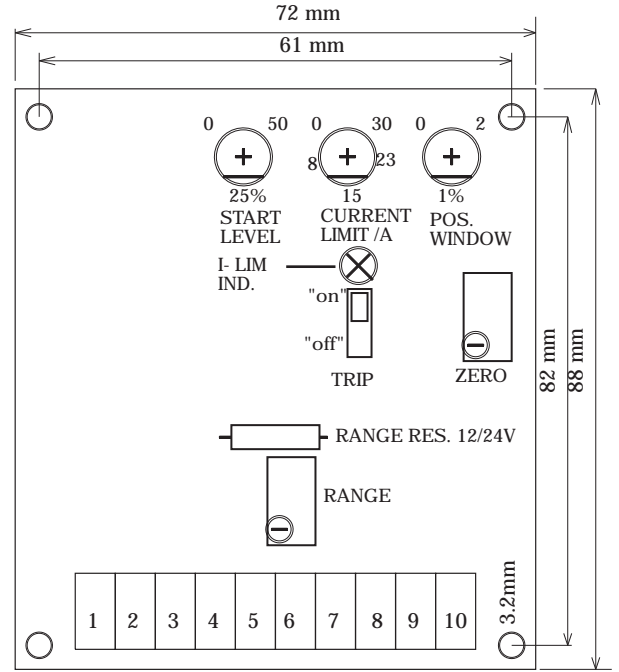 72 mm
61 mm
0 50 0 30 0 2
8 23
25% 15 1%
START LEVEL
CURRENT LIMIT /A
POS. WINDOW
I- LIM IND.
"on"
"off"
TRIP
ZERO
82 mm
88 mm
RANGE RES. 12/24V
RANGE
1 2 3 4 5 6 7 8 9 10
3.2mm